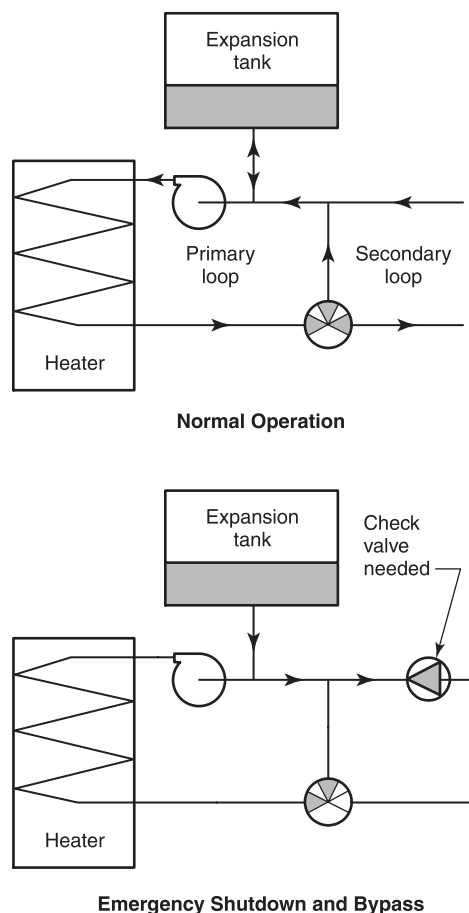 Expansion
tank
Primary
loop
Secondary
loop
Heater
Normal Operation
Expansion
tank
Check
valve
needed
Heater
Emergency Shutdown and Bypass